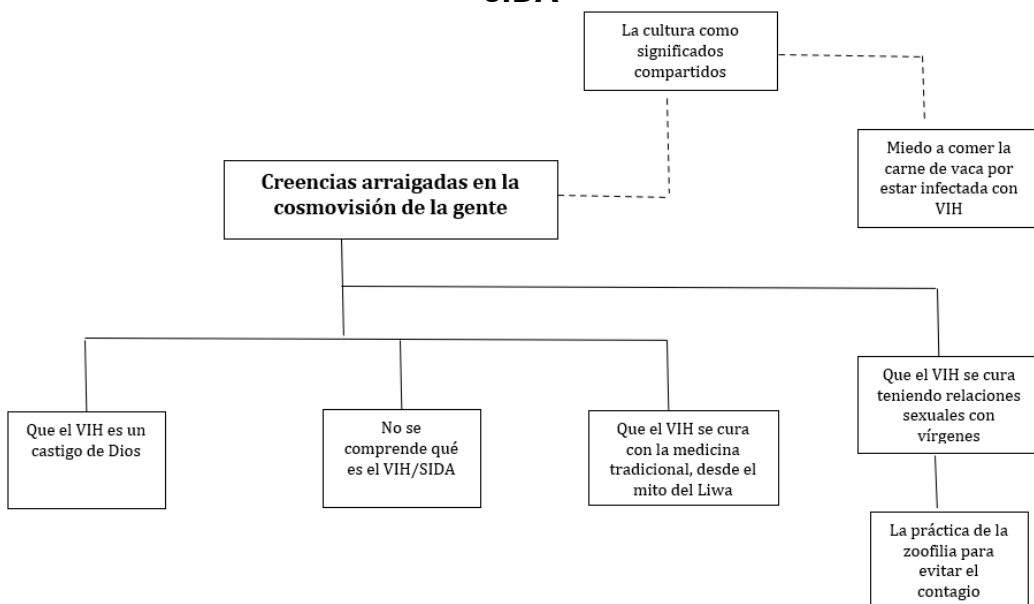 SIDA
La cultura como
significados
compartidos
Miedo a comer la
carne de vaca por
estar infectada con
VIH
Creencias arraigadas en la
cosmovisión de la gente
Que el VIH es un
castigo de Dios
No se
comprende qué
es el VIH/SIDA
Que el VIH se cura
con la medicina
tradicional, desde el
mito del Liwa
Que el VIH se cura
teniendo relaciones
sexuales con
vírgenes
La práctica de la
zoofilia para
evitar el
contagio